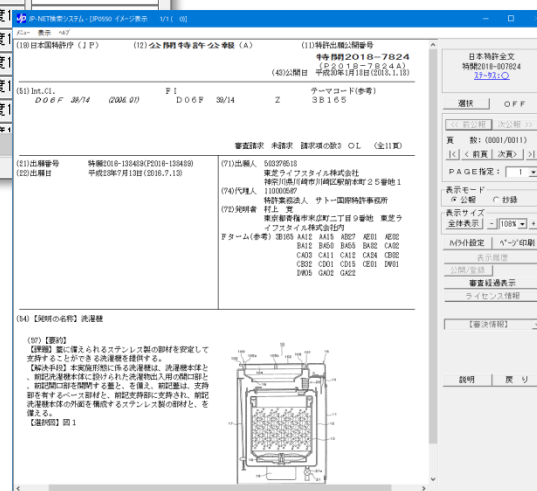 JP-NET検索システム - [JP0550 イメージ表示 1/1 ( 0)]
メニュー 表示 ヘルプ
(19)日本国特許庁(JP)
(12)公開特許公報(A)
(11)特許出願公開番号
特開2018-7824
(P2018-7824A)
(43)公開日 平成30年1月18日(2018.1.18)
(51)Int.Cl.
FI
テーマコード(参考)
D06F 39/14 (2006.01)
D06F 39/14 Z
3B165
審査請求 未請求 請求項の数3 OL (全11頁)
(21)出願番号 特願2016-138489(P2016-138489)
(22)出願日 平成28年7月13日(2016.7.13)
(71)出願人 503376518
東芝ライフスタイル株式会社
神奈川県川崎市川崎区駅前本町25番地1
(74)代理人 110000567
特許業務法人 サトー国際特許事務所
(72)発明者 村上 寛
東京都青梅市末広町二丁目9番地 東芝ラ
イフスタイル株式会社内
Fターム(参考) 3B165 AA12 AA15 AB27 AE01 AE02
BA12 BA50 BA55 BA82 CA02
CA03 CA11 CA12 CA24 CB02
CB32 CD01 CD15 CE01 DW01
DW05 GA02 GA22
(54)【発明の名称】洗濯機
(57)【要約】
【課題】蓋に備えられるステンレス製の部材を安定して
支持することができる洗濯機を提供する。
【解決手段】本実施形態に係る洗濯機は、洗濯機本体と
、前記洗濯機本体に設けられた洗濯物出入用の開口部と
、前記開口部を開閉する蓋と、を備え、前記蓋は、支持
部を有するベース部材と、前記支持部に支持され、前記
洗濯機本体の外面を構成するステンレス製の部材と、を
備える。
【選択図】図1
日本特許全文
特開2018-007824
ステータス:○
選択 OFF
<< 前公報 次公報 >>
頁 数: (0001/0011)
|< < 前頁 次頁> >|
PAGE指定: 1
表示モード
公報 抄録
表示サイズ
全体表示 - 108% +
ハイライト設定 ページ印刷
表示履歴
公開/登録
審査経過表示
ライセンス情報
【審決情報】
説明 戻り